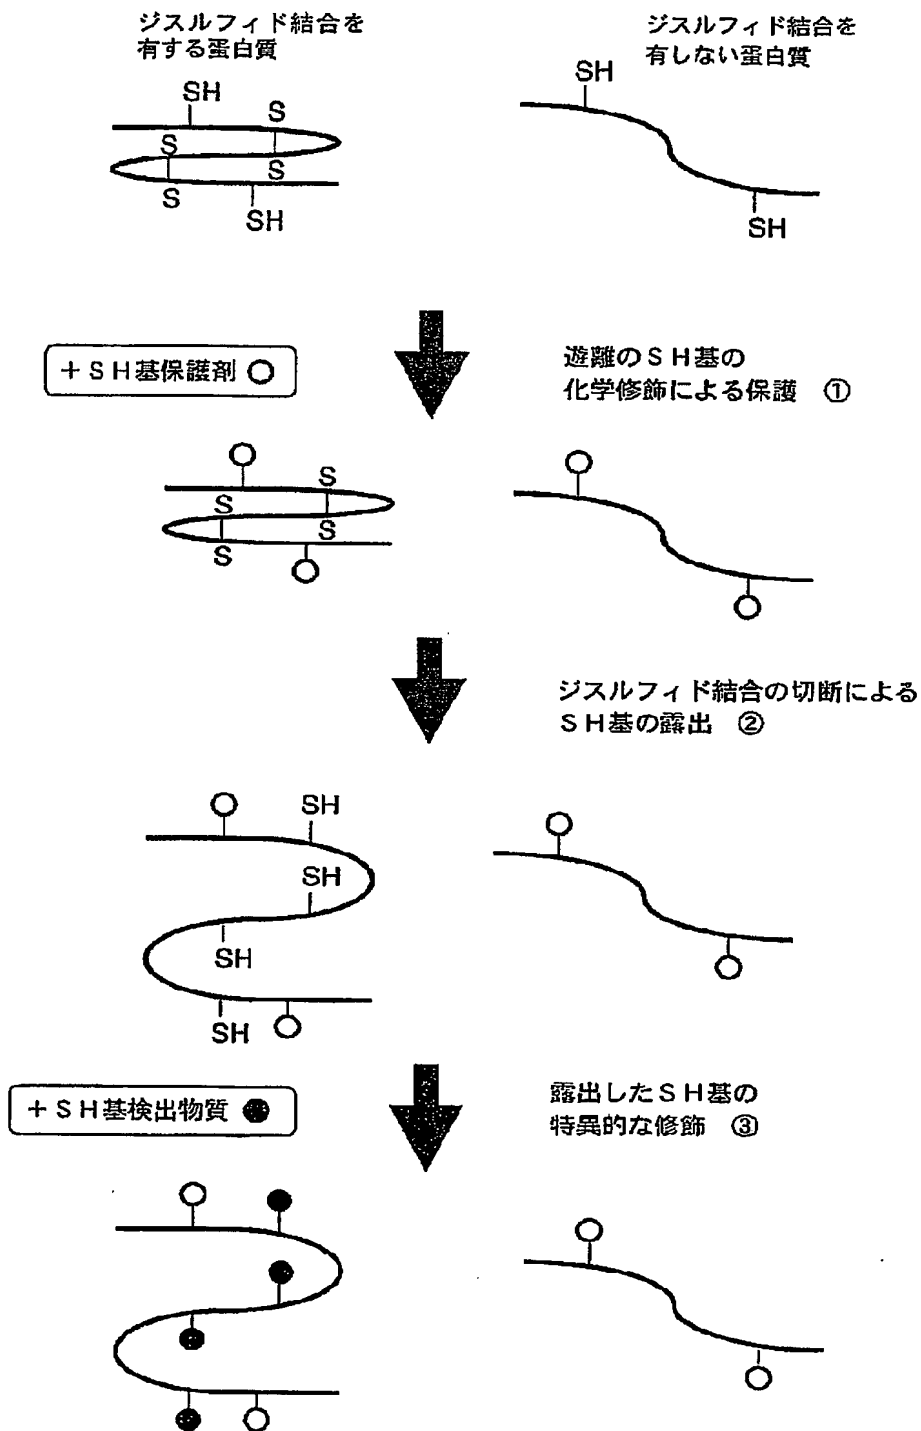 ジスルフィド結合を
有する蛋白質
ジスルフィド結合を
有しない蛋白質
SH
S
S
S
S
SH
SH
SH
+SH基保護剤
遊離のSH基の
化学修飾による保護 ①
S
S
S
S
ジスルフィド結合の切断による
SH基の露出 ②
SH
SH
SH
SH
+SH基検出物質
露出したSH基の
特異的な修飾 ③